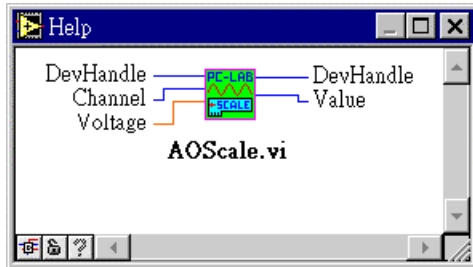 Help
DevHandle PC-LAB DevHandle
Channel Value
Voltage SCALE
AOScale.vi
?